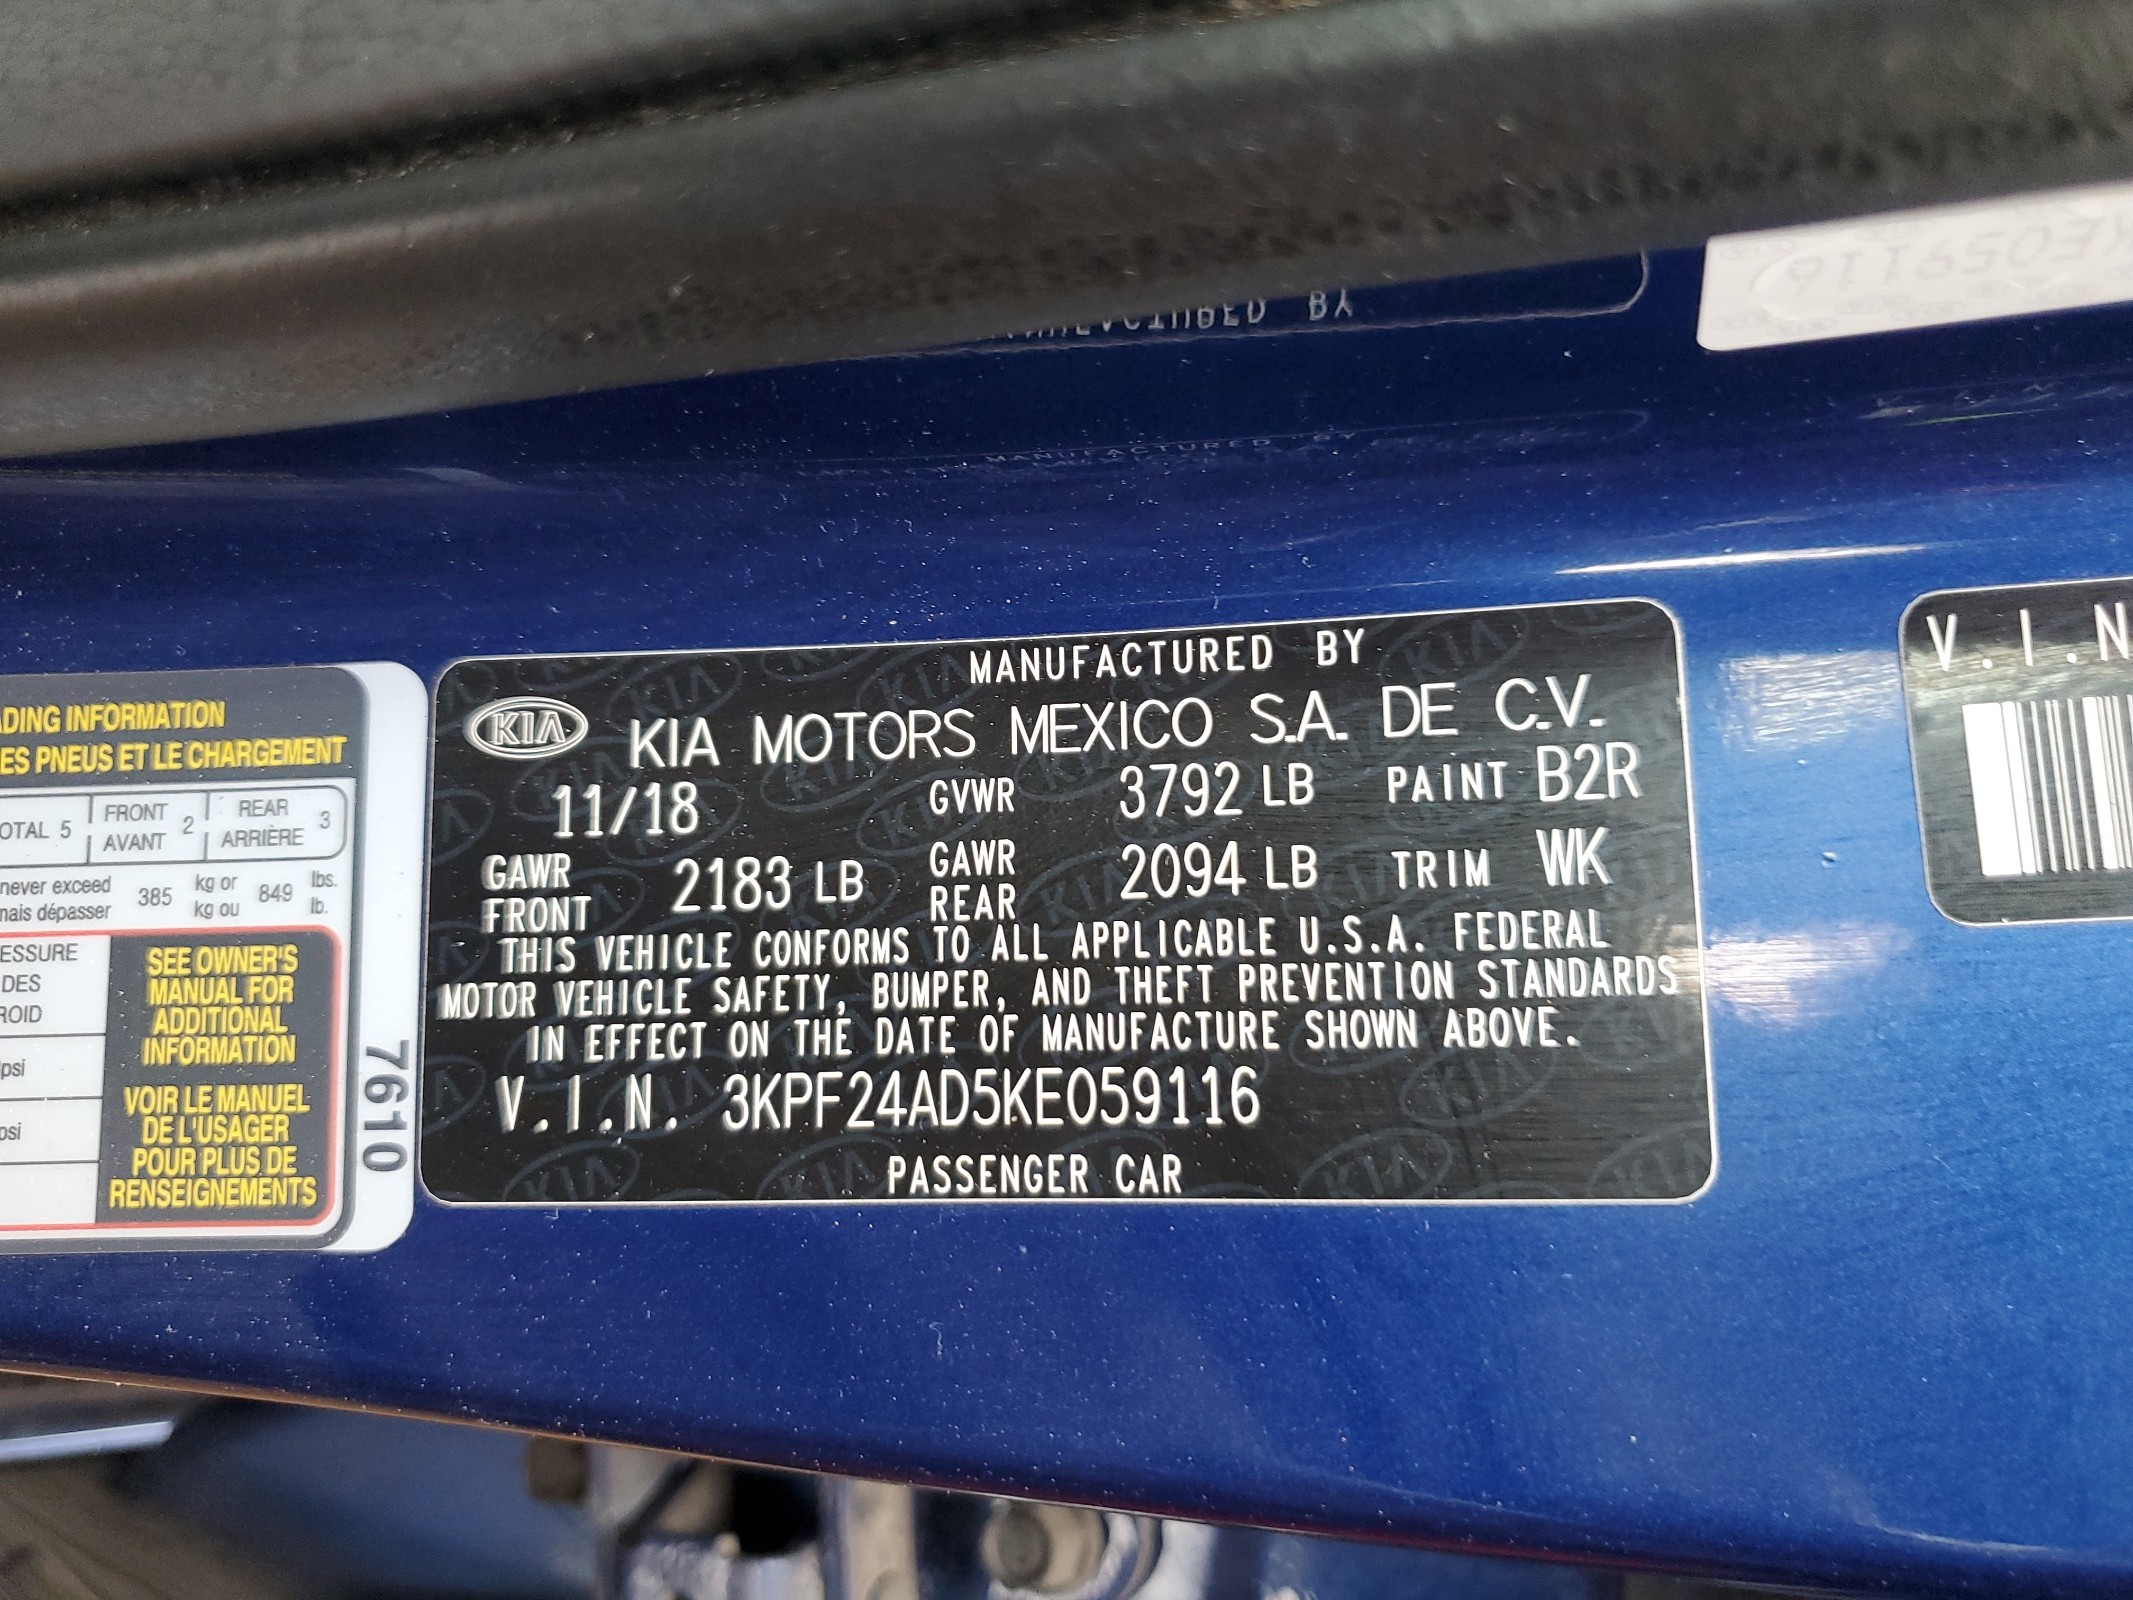 KE059116
MANUFACTURED BY
KIA
KIA MOTORS MEXICO S.A. DE C.V.
11/18 GVWR 3792 LB PAINT B2R
GAWR FRONT 2183 LB GAWR REAR 2094 LB TRIM WK
THIS VEHICLE CONFORMS TO ALL APPLICABLE U.S.A. FEDERAL
MOTOR VEHICLE SAFETY, BUMPER, AND THEFT PREVENTION STANDARDS
IN EFFECT ON THE DATE OF MANUFACTURE SHOWN ABOVE.
V.I.N. 3KPF24AD5KE059116
PASSENGER CAR
ADING INFORMATION
ES PNEUS ET LE CHARGEMENT
OTAL 5 FRONT AVANT 2 REAR ARRIÈRE 3
never exceed 385 kg or 849 lbs.
mais dépasser kg ou lb.
ESSURE
DES
ROID
psi
psi
SEE OWNER'S
MANUAL FOR
ADDITIONAL
INFORMATION
VOIR LE MANUEL
DE L'USAGER
POUR PLUS DE
RENSEIGNEMENTS
7610
V.I.N